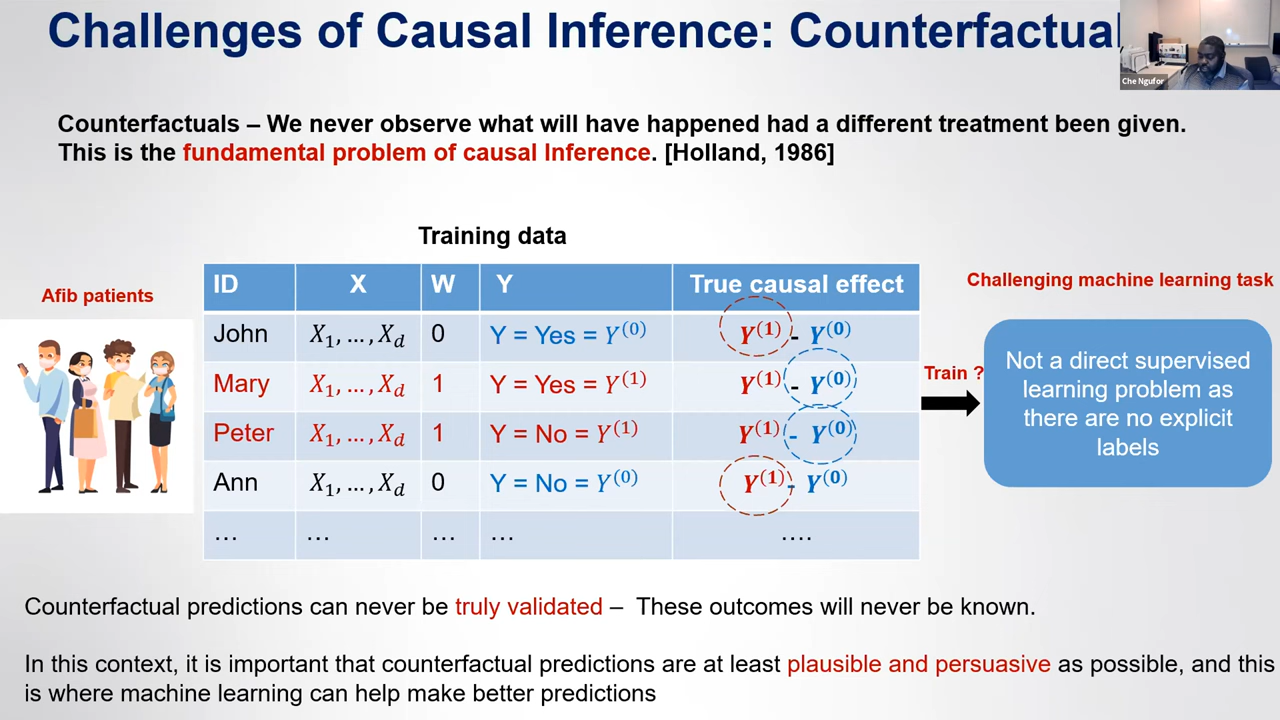 Challenges of Causal Inference: Counterfactual
Che Ngufor
Counterfactuals – We never observe what will have happened had a different treatment been given.
This is the fundamental problem of causal Inference. [Holland, 1986]
Training data
Afib patients
ID X W Y True causal effect
John X₁, …, X_d 0 Y = Yes = Y⁽⁰⁾ Y⁽¹⁾ - Y⁽⁰⁾
Mary X₁, …, X_d 1 Y = Yes = Y⁽¹⁾ Y⁽¹⁾ - Y⁽⁰⁾
Peter X₁, …, X_d 1 Y = No = Y⁽¹⁾ Y⁽¹⁾ - Y⁽⁰⁾
Ann X₁, …, X_d 0 Y = No = Y⁽⁰⁾ Y⁽¹⁾ - Y⁽⁰⁾
… … … … ….
Train ?
Challenging machine learning task
Not a direct supervised
learning problem as
there are no explicit
labels
Counterfactual predictions can never be truly validated – These outcomes will never be known.
In this context, it is important that counterfactual predictions are at least plausible and persuasive as possible, and this
is where machine learning can help make better predictions